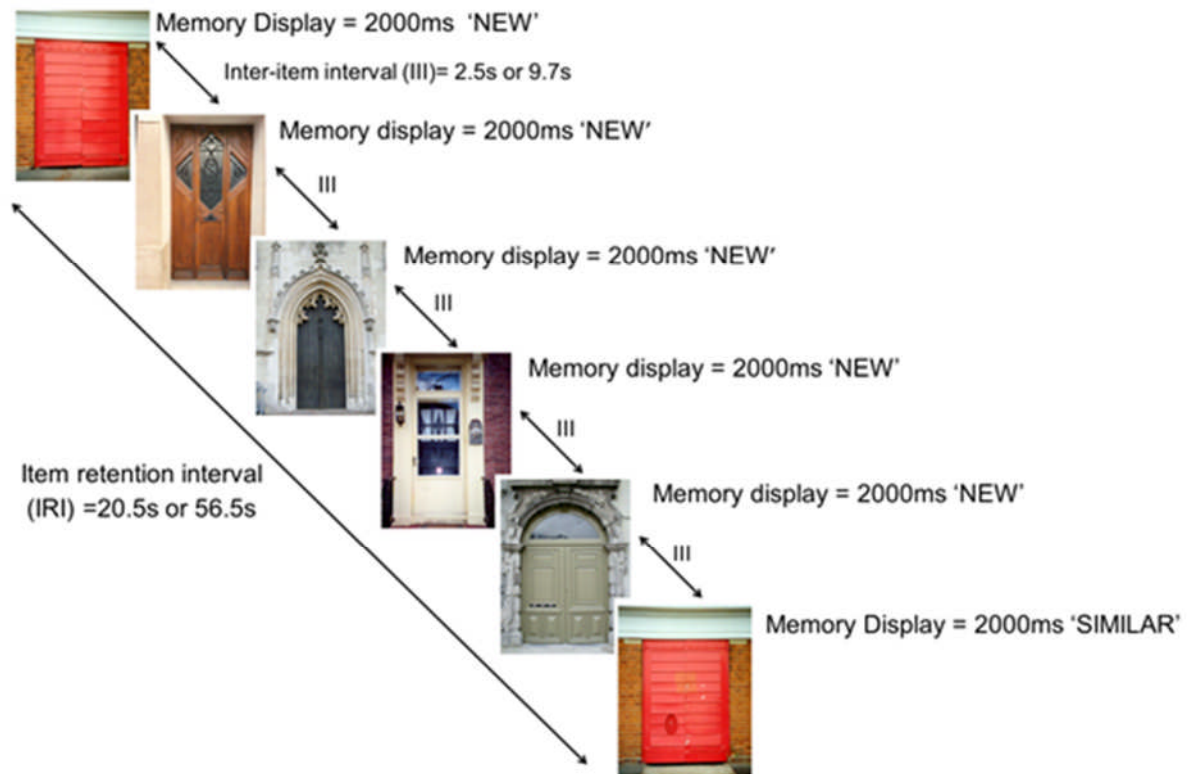 Memory Display = 2000ms ‘NEW’
Inter-item interval (III)= 2.5s or 9.7s
Memory display = 2000ms ‘NEW′
III
Memory display = 2000ms ‘NEW′
III
Memory display = 2000ms ‘NEW’
III
Memory display = 2000ms ‘NEW’
III
Item retention interval
(IRI) =20.5s or 56.5s
Memory Display = 2000ms ‘SIMILAR’